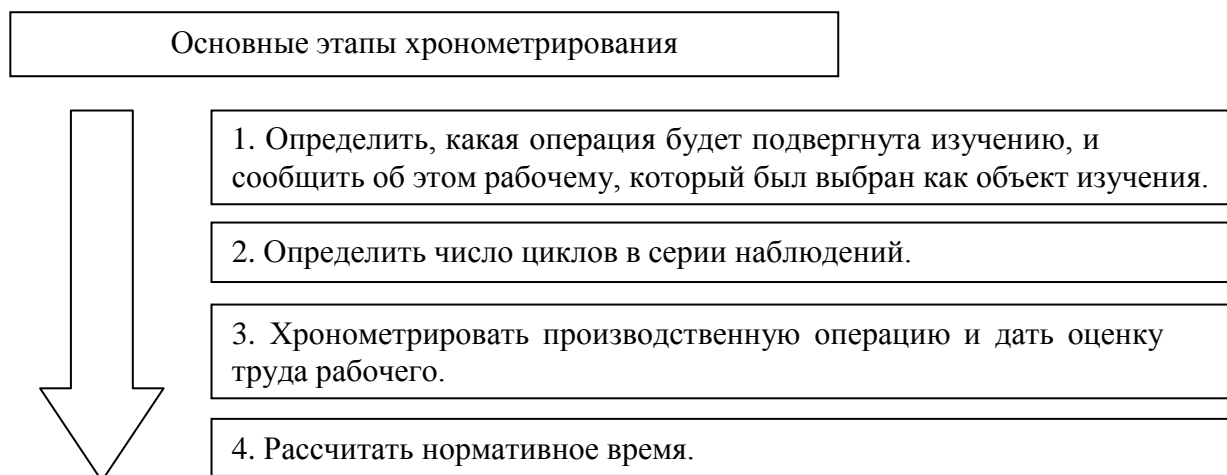 Основные этапы хронометрирования
1. Определить, какая операция будет подвергнута изучению, и
сообщить об этом рабочему, который был выбран как объект изучения.
2. Определить число циклов в серии наблюдений.
3. Хронометрировать производственную операцию и дать оценку
труда рабочего.
4. Рассчитать нормативное время.